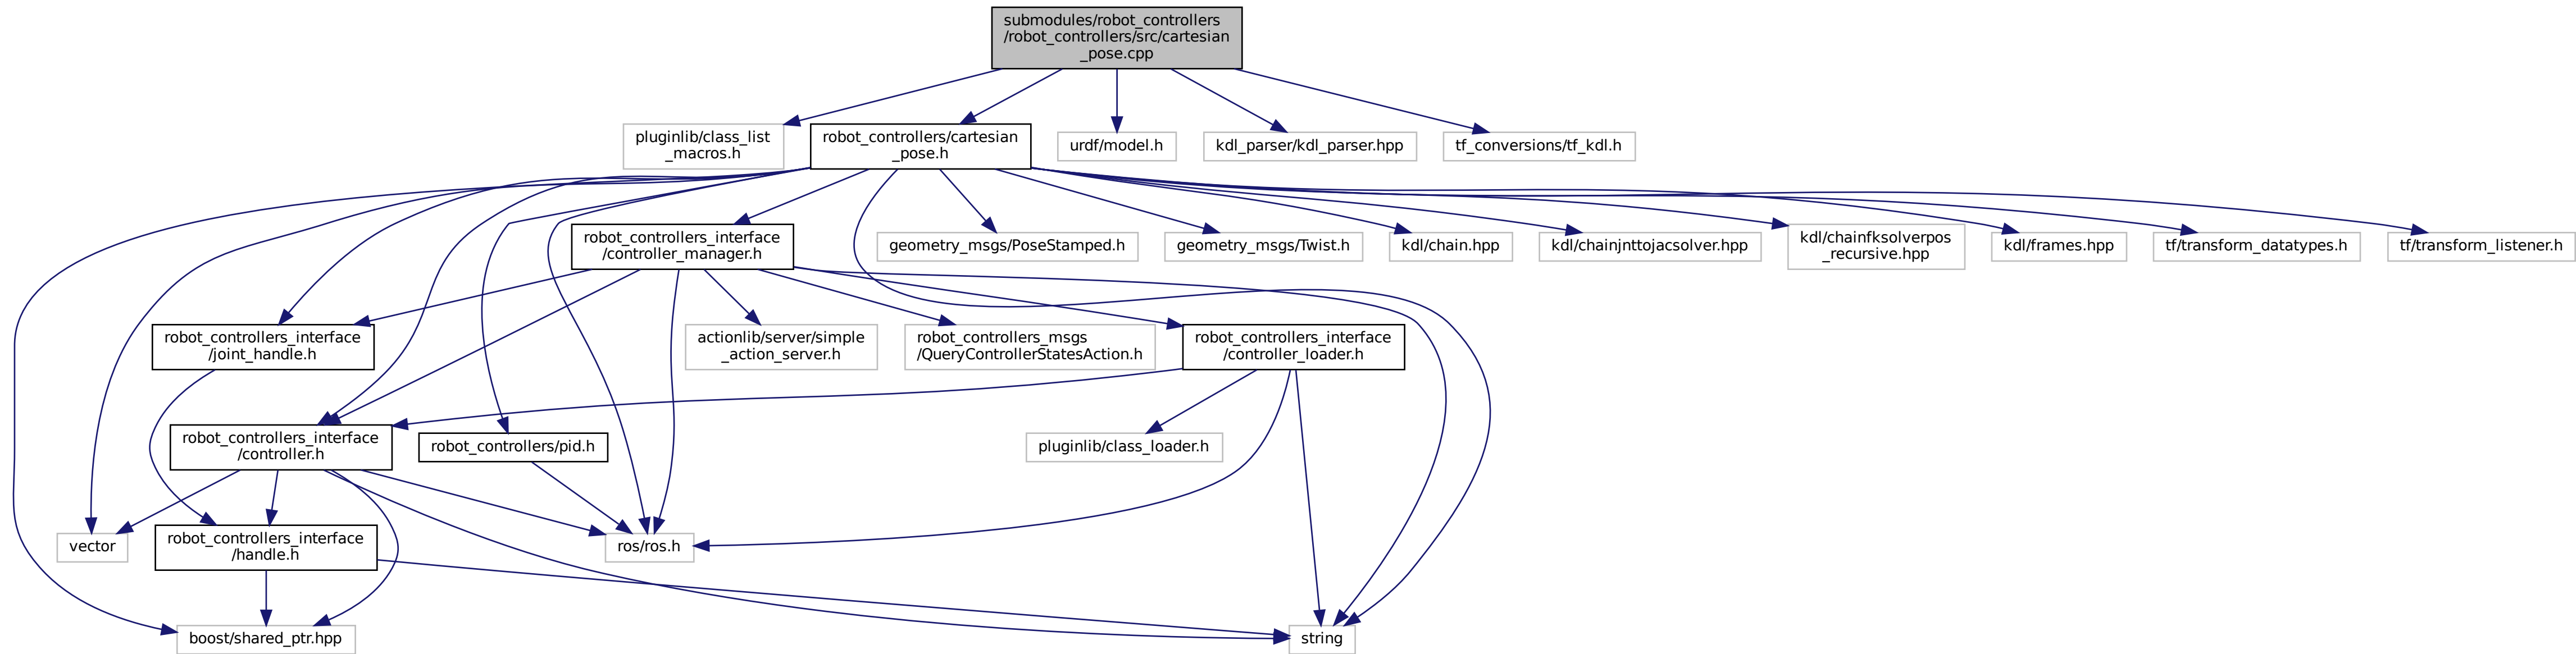 submodules/robot_controllers
/robot_controllers/src/cartesian
_pose.cpp
pluginlib/class_list
_macros.h
robot_controllers/cartesian
_pose.h
urdf/model.h
kdl_parser/kdl_parser.hpp
tf_conversions/tf_kdl.h
robot_controllers_interface
/controller_manager.h
geometry_msgs/PoseStamped.h
geometry_msgs/Twist.h
kdl/chain.hpp
kdl/chainjnttojacsolver.hpp
kdl/chainfksolverpos
_recursive.hpp
kdl/frames.hpp
tf/transform_datatypes.h
tf/transform_listener.h
robot_controllers_interface
/joint_handle.h
actionlib/server/simple
_action_server.h
robot_controllers_msgs
/QueryControllerStatesAction.h
robot_controllers_interface
/controller_loader.h
robot_controllers_interface
/controller.h
robot_controllers/pid.h
pluginlib/class_loader.h
vector
robot_controllers_interface
/handle.h
ros/ros.h
boost/shared_ptr.hpp
string